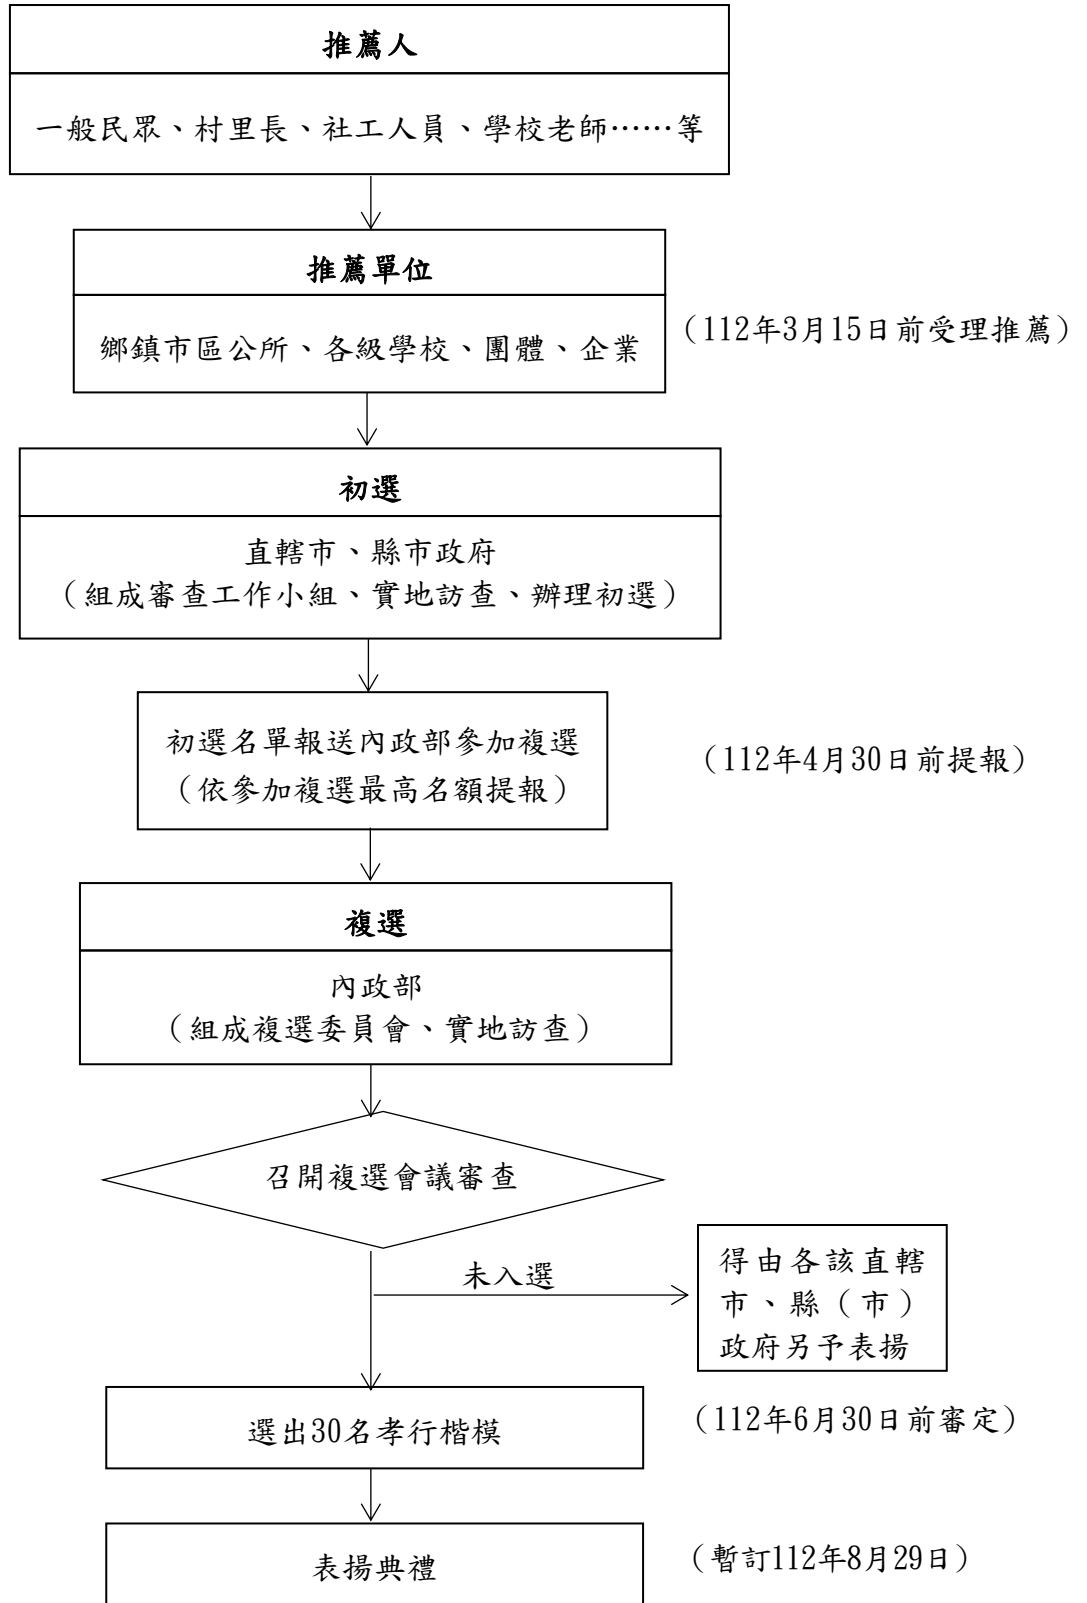 推薦人
一般民眾、村里長、社工人員、學校老師……等
推薦單位
鄉鎮市區公所、各級學校、團體、企業
（112年3月15日前受理推薦）
初選
直轄市、縣市政府
（組成審查工作小組、實地訪查、辦理初選）
初選名單報送內政部參加複選
（依參加複選最高名額提報）
（112年4月30日前提報）
複選
內政部
（組成複選委員會、實地訪查）
召開複選會議審查
未入選
得由各該直轄
市、縣（市）
政府另予表揚
選出30名孝行楷模
（112年6月30日前審定）
表揚典禮
（暫訂112年8月29日）